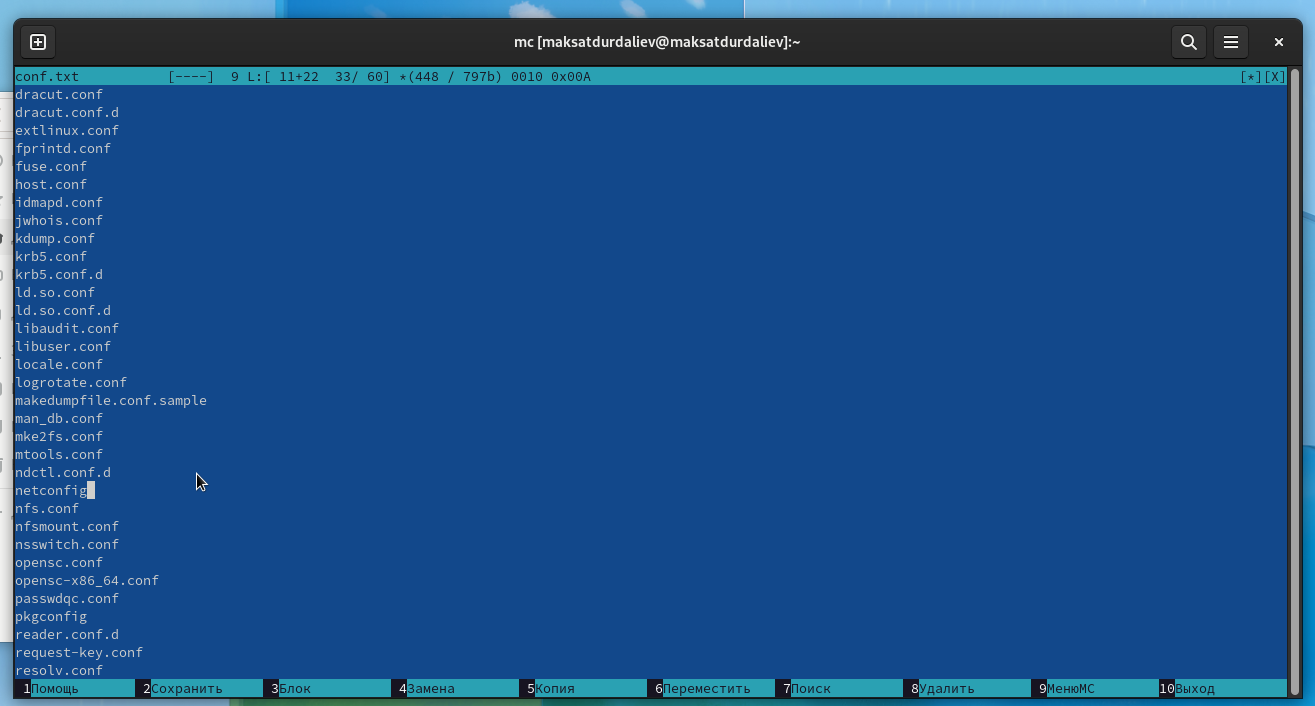 mc [maksatdurdaliev@maksatdurdaliev]:~
conf.txt [----] 9 L:[ 11+22 33/ 60] *(448 / 797b) 0010 0x00A [*][X]
dracut.conf
dracut.conf.d
extlinux.conf
fprintd.conf
fuse.conf
host.conf
idmapd.conf
jwhois.conf
kdump.conf
krb5.conf
krb5.conf.d
ld.so.conf
ld.so.conf.d
libaudit.conf
libuser.conf
locale.conf
logrotate.conf
makedumpfile.conf.sample
man_db.conf
mke2fs.conf
mtools.conf
ndctl.conf.d
netconfig
nfs.conf
nfsmount.conf
nsswitch.conf
opensc.conf
opensc-x86_64.conf
passwdqc.conf
pkgconfig
reader.conf.d
request-key.conf
resolv.conf
1Помощь 2Сохранить 3Блок 4Замена 5Копия 6Переместить 7Поиск 8Удалить 9МенюMC 10Выход